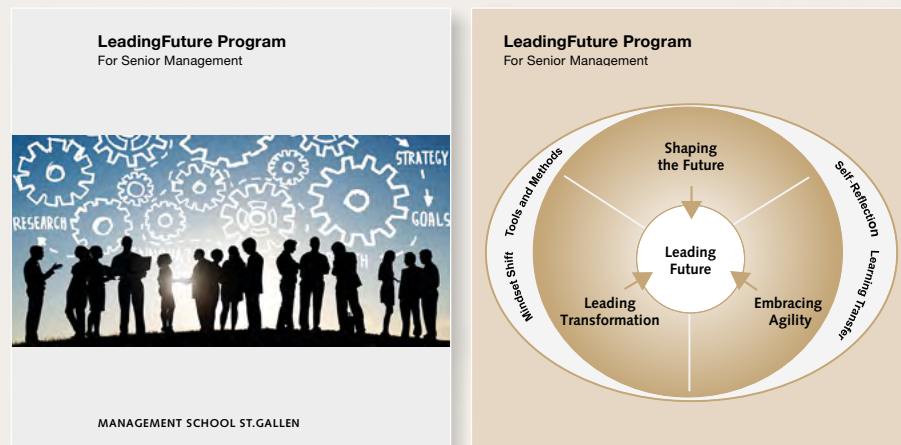 LeadingFuture Program
For Senior Management
STRATEGY
RESEARCH
GOALS
MANAGEMENT SCHOOL ST.GALLEN
LeadingFuture Program
For Senior Management
Shaping
the Future
Tools and Methods
Self-Reflection
Leading
Future
Mindset Shift
Learning Transfer
Leading
Transformation
Embracing
Agility